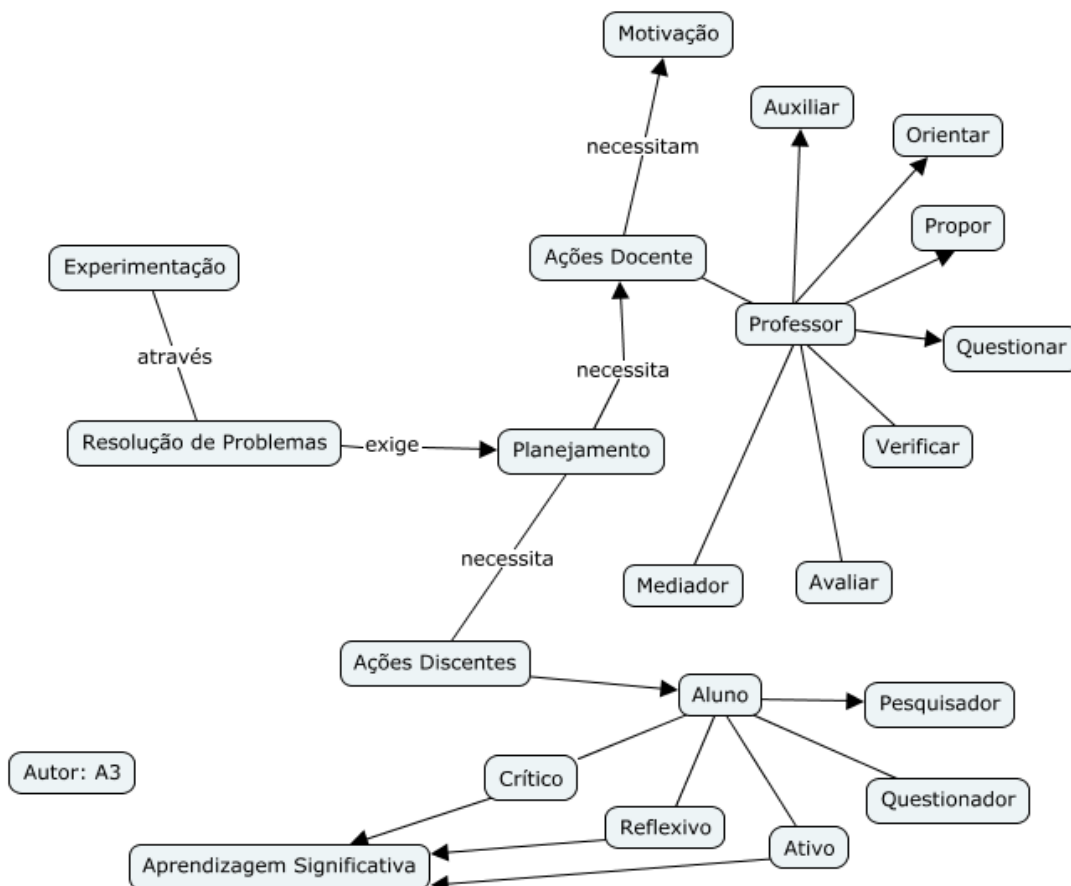 Motivação
Auxiliar
Orientar
necessitam
Propor
Ações Docente
Experimentação
Professor
Questionar
através
necessita
Resolução de Problemas
exige
Planejamento
Verificar
necessita
Mediador
Avaliar
Ações Discentes
Aluno
Pesquisador
Autor: A3
Crítico
Questionador
Reflexivo
Ativo
Aprendizagem Significativa